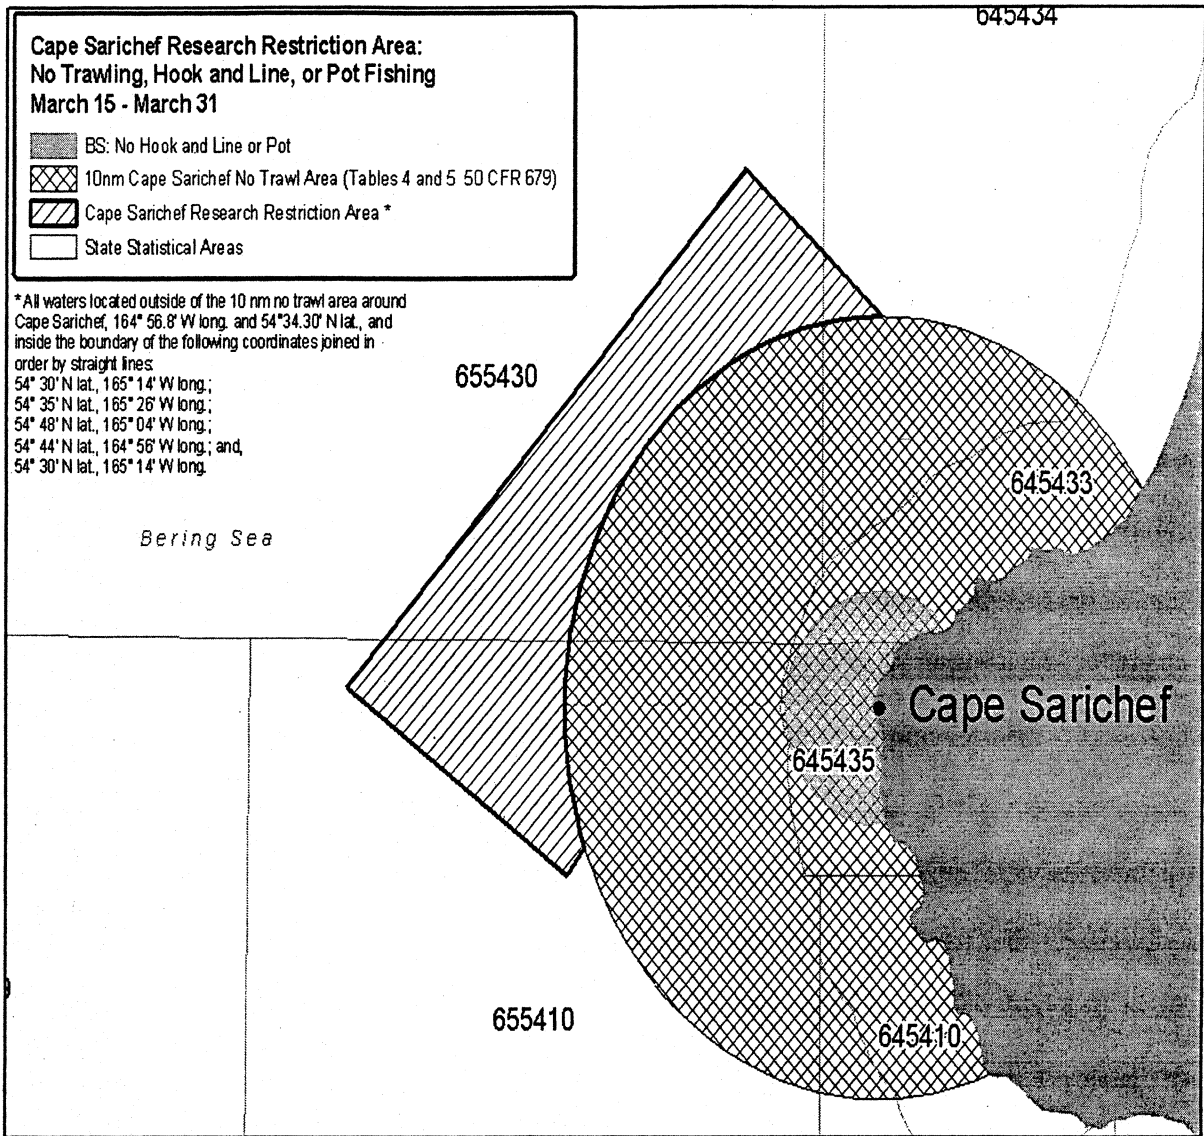 Cape Sarichef Research Restriction Area:
No Trawling, Hook and Line, or Pot Fishing
March 15 - March 31
BS: No Hook and Line or Pot
10nm Cape Sarichef No Trawl Area (Tables 4 and 5 50 CFR 679)
Cape Sarichef Research Restriction Area *
State Statistical Areas
*All waters located outside of the 10 nm no trawl area around
Cape Sarichef, 164° 56.8' W long. and 54°34.30' N lat., and
inside the boundary of the following coordinates joined in
order by straight lines:
54° 30' N lat., 165° 14' W long.;
54° 35' N lat., 165° 26' W long.;
54° 48' N lat., 165° 04' W long.;
54° 44' N lat., 164° 56' W long.; and,
54° 30' N lat., 165° 14' W long.
645434
655430
645433
Bering Sea
Cape Sarichef
645435
655410
645410